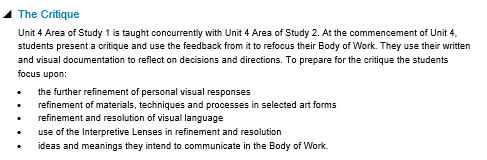 The Critique
Unit 4 Area of Study 1 is taught concurrently with Unit 4 Area of Study 2. At the commencement of Unit 4,
students present a critique and use the feedback from it to refocus their Body of Work. They use their written
and visual documentation to reflect on decisions and directions. To prepare for the critique the students
focus upon:
• the further refinement of personal visual responses
• refinement of materials, techniques and processes in selected art forms
• refinement and resolution of visual language
• use of the Interpretive Lenses in refinement and resolution
• ideas and meanings they intend to communicate in the Body of Work.